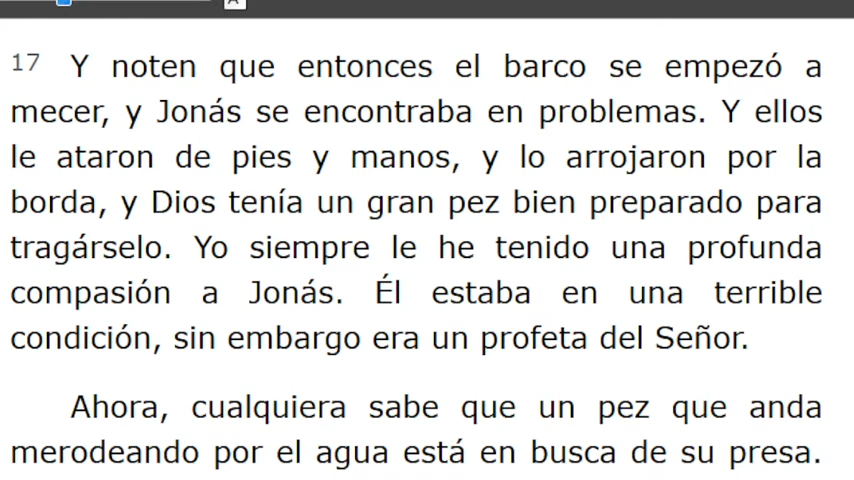 A
17 Y noten que entonces el barco se empezó a
mecer, y Jonás se encontraba en problemas. Y ellos
le ataron de pies y manos, y lo arrojaron por la
borda, y Dios tenía un gran pez bien preparado para
tragárselo. Yo siempre le he tenido una profunda
compasión a Jonás. Él estaba en una terrible
condición, sin embargo era un profeta del Señor.
Ahora, cualquiera sabe que un pez que anda
merodeando por el agua está en busca de su presa.